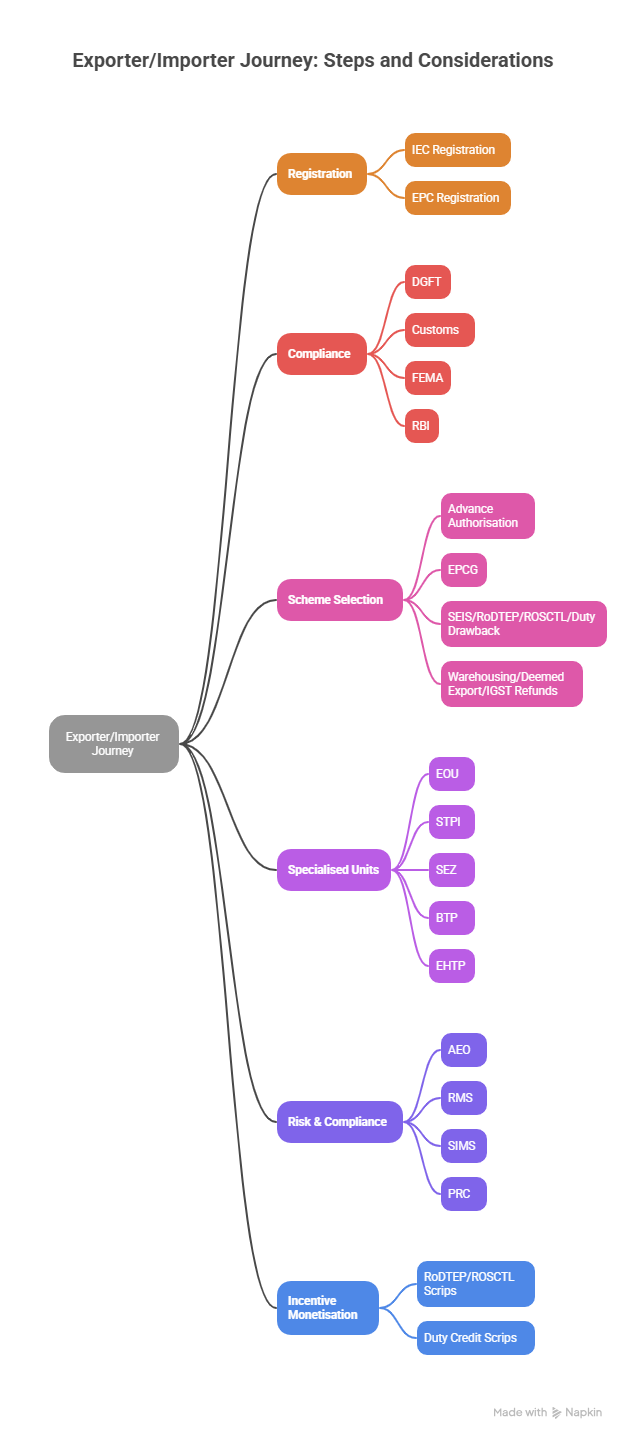 Exporter/Importer Journey: Steps and Considerations
IEC Registration
Registration
EPC Registration
DGFT
Customs
Compliance
FEMA
RBI
Advance
Authorisation
EPCG
Scheme Selection
SEIS/RoDTEP/ROSCTL/Duty
Drawback
Warehousing/Deemed
Export/IGST Refunds
Exporter/Importer
Journey
EOU
STPI
Specialised Units
SEZ
BTP
EHTP
AEO
RMS
Risk & Compliance
SIMS
PRC
RoDTEP/ROSCTL
Scrips
Incentive
Monetisation
Duty Credit Scrips
Made with Napkin